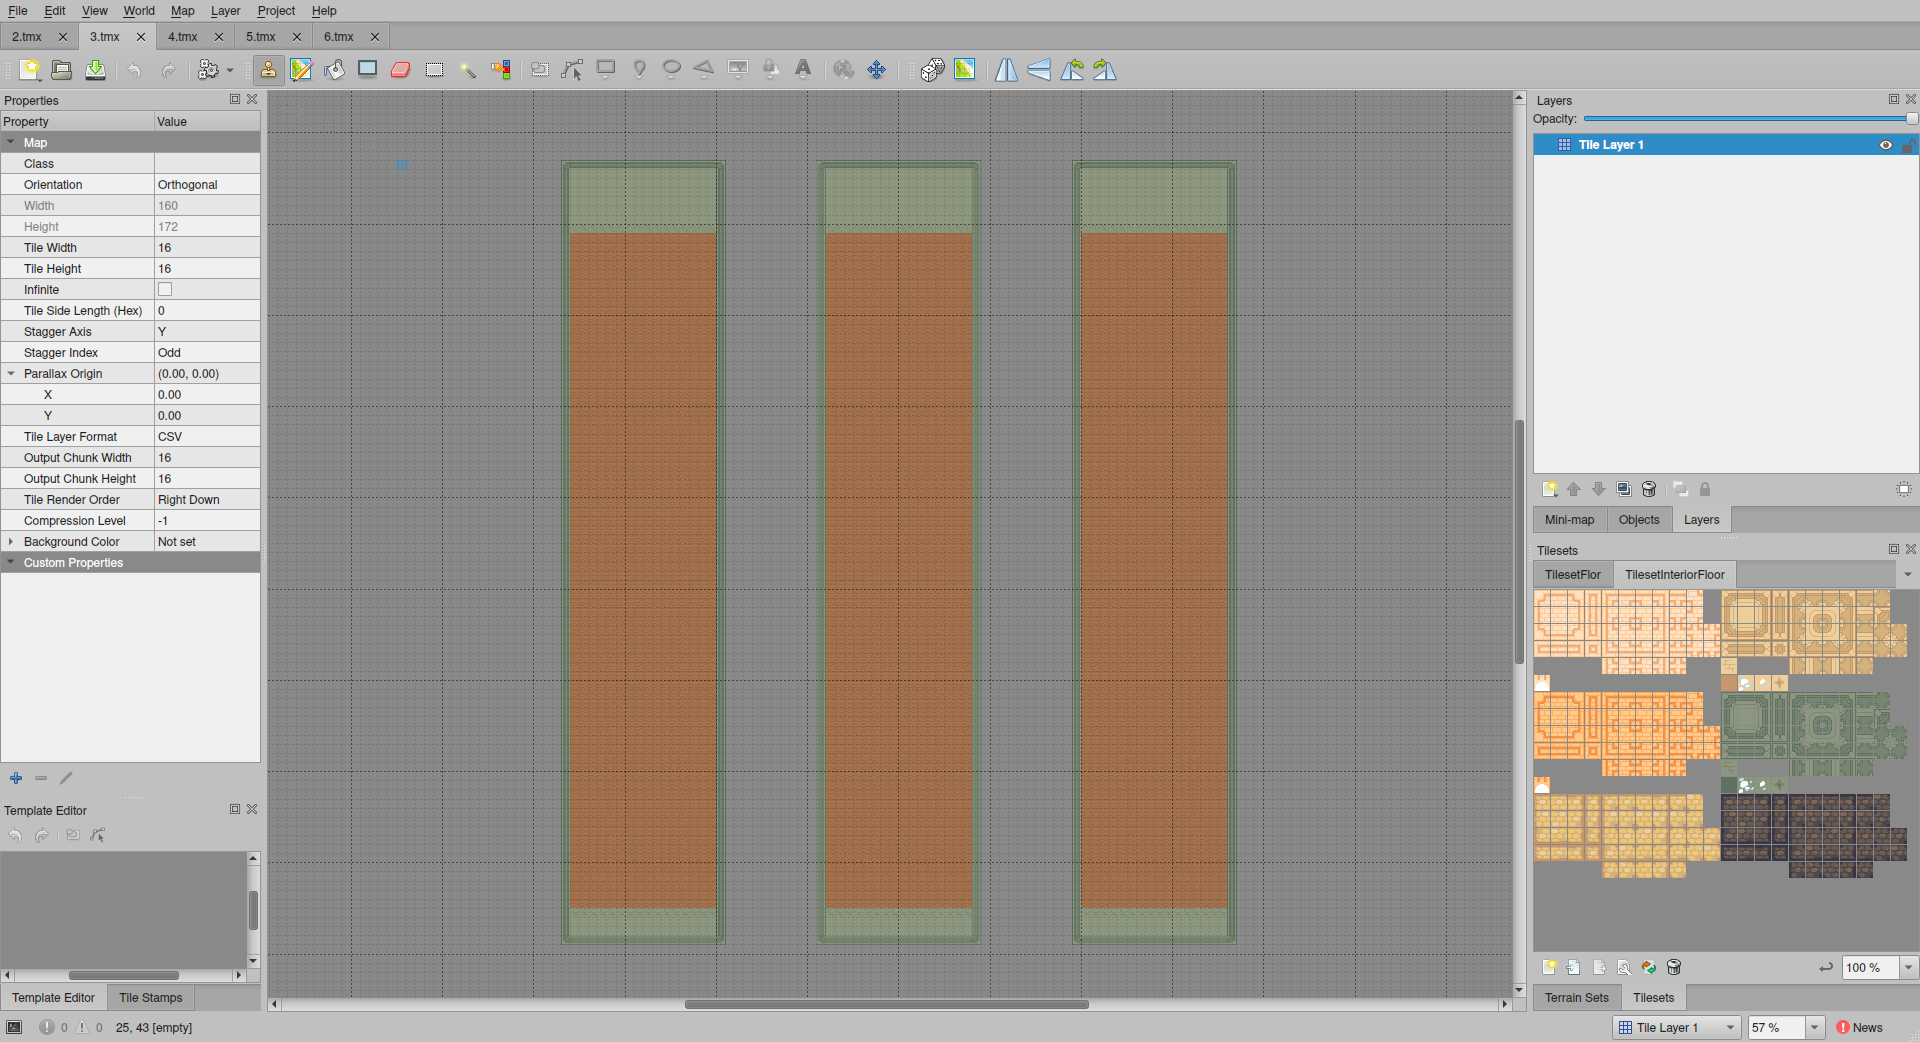 File Edit View World Map Layer Project Help
2.tmx 3.tmx 4.tmx 5.tmx 6.tmx
Properties
Property Value
Map
Class
Orientation Orthogonal
Width 160
Height 172
Tile Width 16
Tile Height 16
Infinite
Tile Side Length (Hex) 0
Stagger Axis Y
Stagger Index Odd
Parallax Origin (0.00, 0.00)
X 0.00
Y 0.00
Tile Layer Format CSV
Output Chunk Width 16
Output Chunk Height 16
Tile Render Order Right Down
Compression Level -1
Background Color Not set
Custom Properties
Template Editor
Template Editor Tile Stamps
0 0 25, 43 [empty]
Layers
Opacity:
Tile Layer 1
Mini-map Objects Layers
Tilesets
TilesetFlor TilesetInteriorFloor
100 %
Terrain Sets Tilesets
Tile Layer 1 57 % News